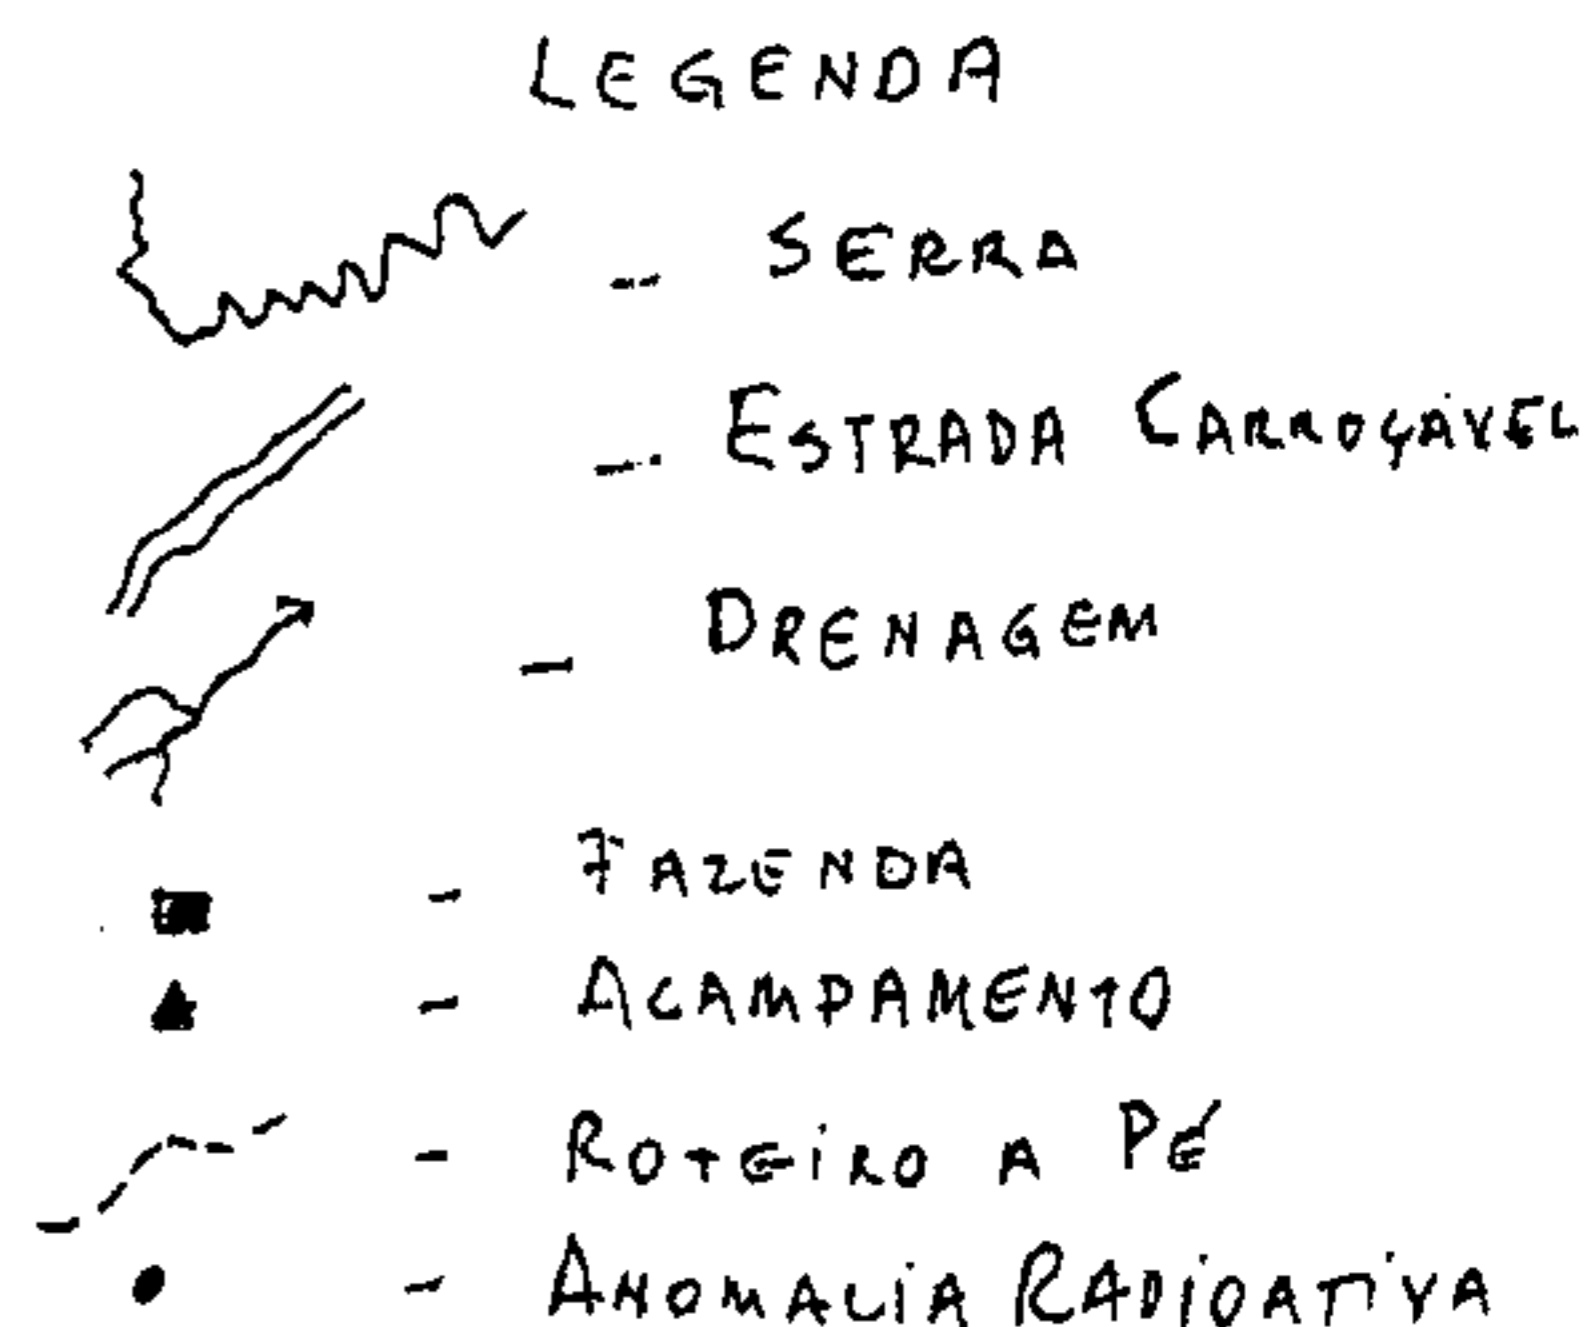 LEGENDA
- SERRA
- ESTRADA CARROÇÁVEL
- DRENAGEM
- FAZENDA
- ACAMPAMENTO
- ROTEIRO A PÉ
- ANOMALIA RADIOATIVA